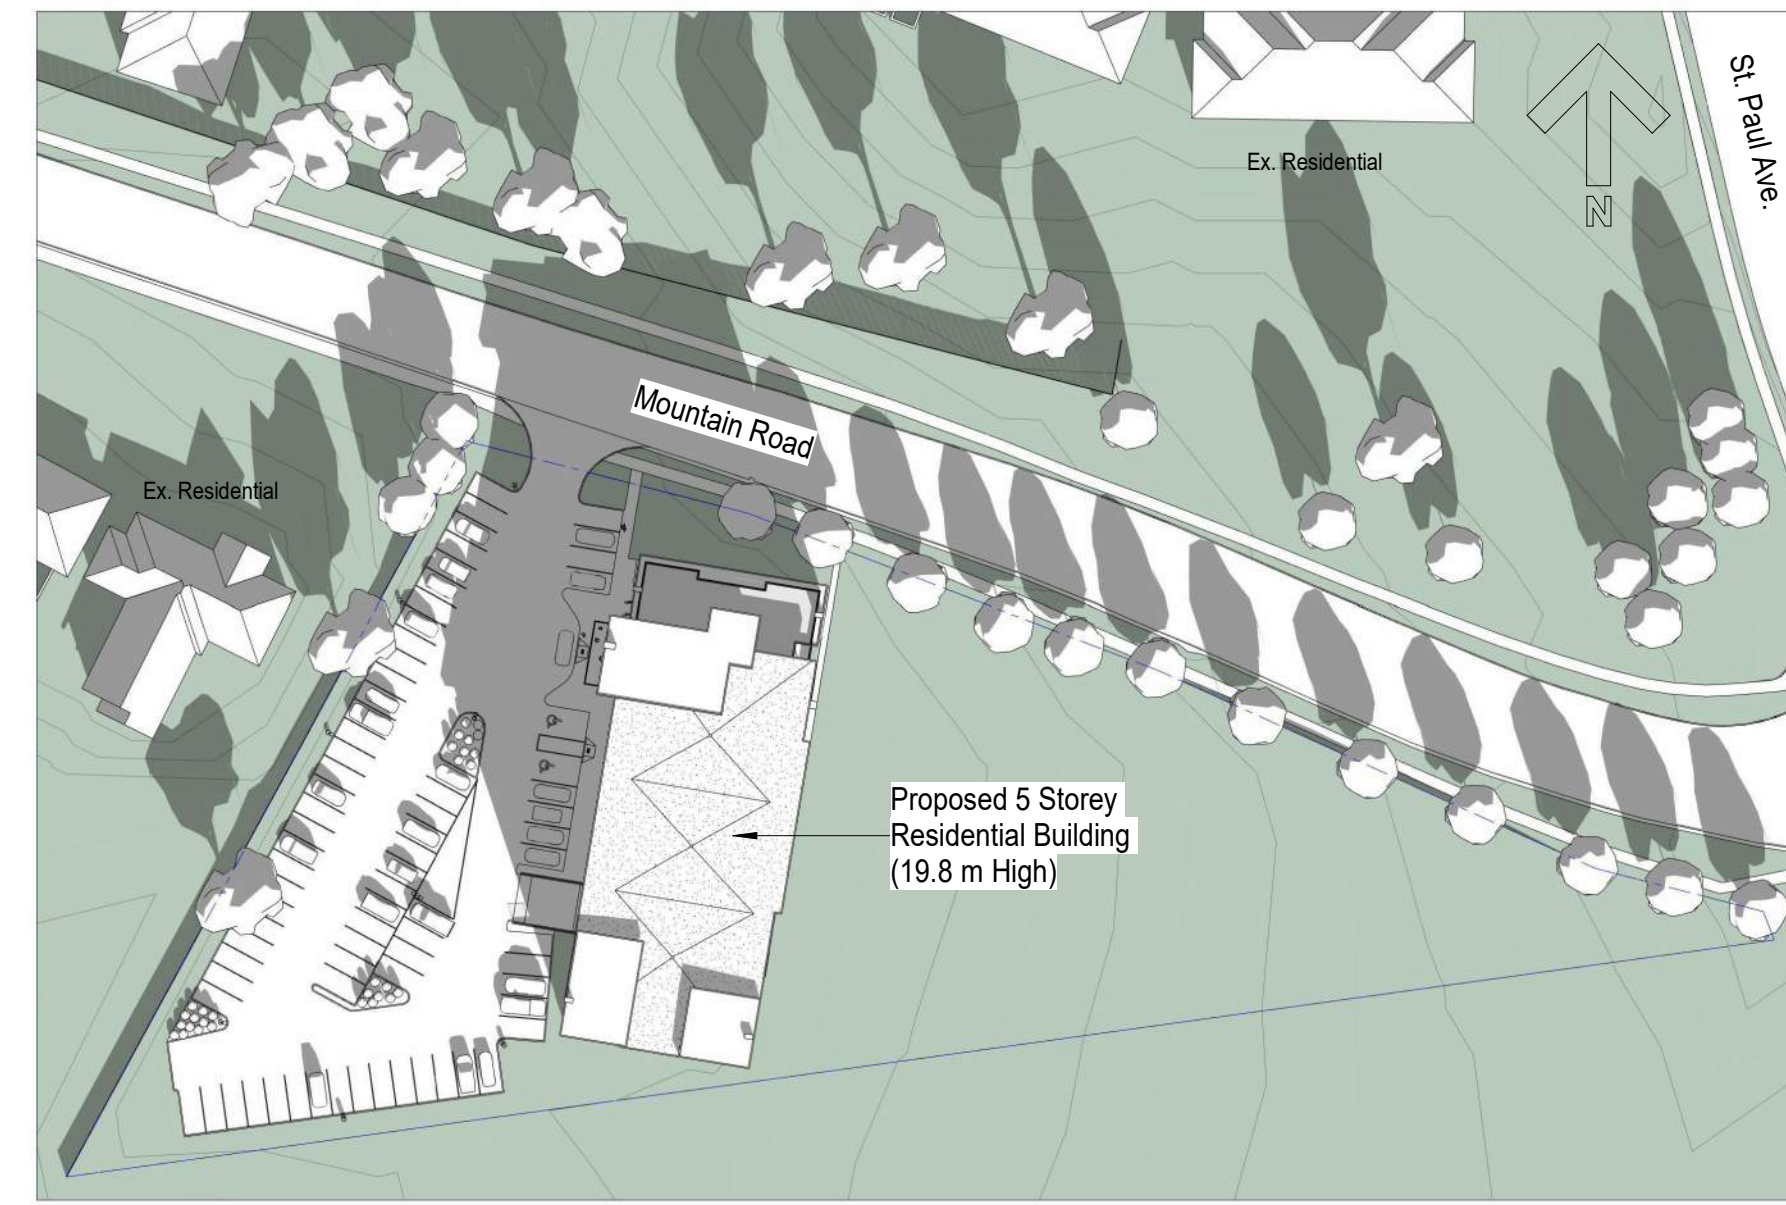 St. Paul Ave.
Ex. Residential
N
Mountain Road
Ex. Residential
Proposed 5 Storey
Residential Building
(19.8 m High)